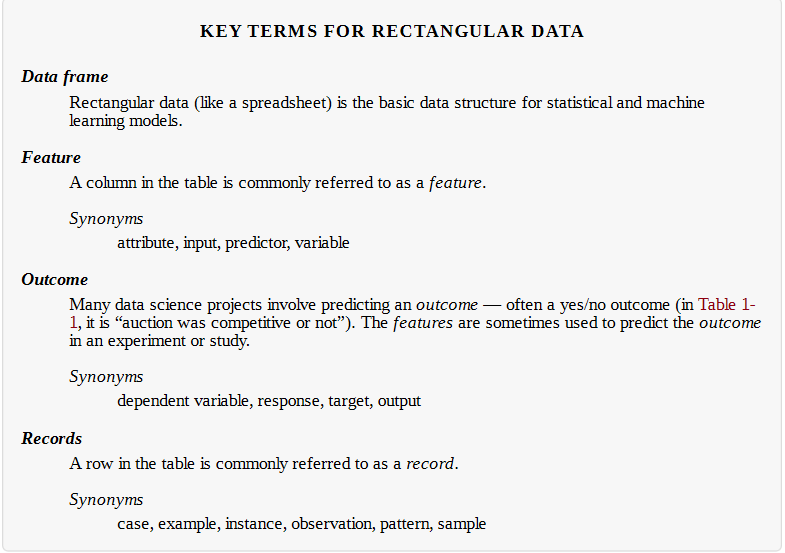 KEY TERMS FOR RECTANGULAR DATA
Data frame
Rectangular data (like a spreadsheet) is the basic data structure for statistical and machine
learning models.
Feature
A column in the table is commonly referred to as a feature.
Synonyms
attribute, input, predictor, variable
Outcome
Many data science projects involve predicting an outcome — often a yes/no outcome (in Table 1-
1, it is “auction was competitive or not”). The features are sometimes used to predict the outcome
in an experiment or study.
Synonyms
dependent variable, response, target, output
Records
A row in the table is commonly referred to as a record.
Synonyms
case, example, instance, observation, pattern, sample